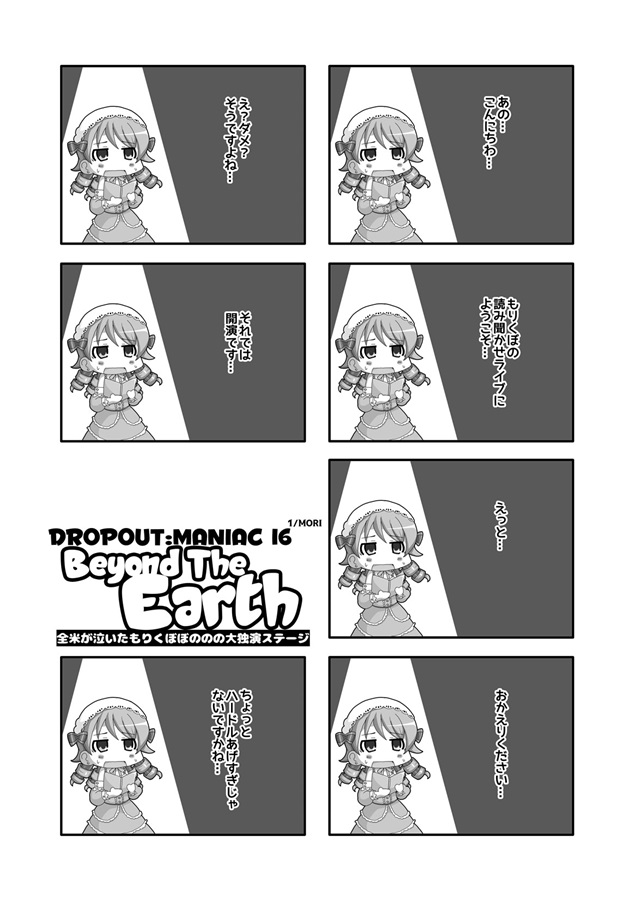 あの…
こんにちわ…
もりくぼの
読み聞かせライブに
ようこそ…
えっと…
おかえりください…
え？ダメ？
そうですよね…
それでは
開演です…
1/MORI
DROPOUT:MANIAC 16
Beyond The
Earth
全米が泣いたもりくぼぼののの大独演ステージ
ちょっと
ハードルあげすぎじゃ
ないですかね…